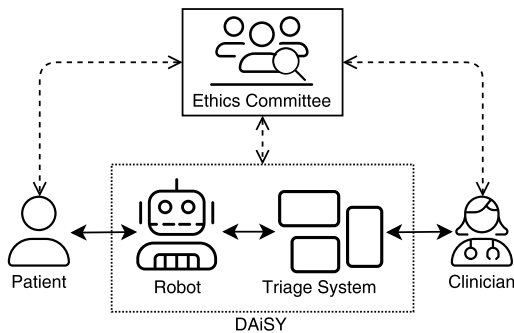 Ethics Committee
Patient
Robot
Triage System
Clinician
DAiSY